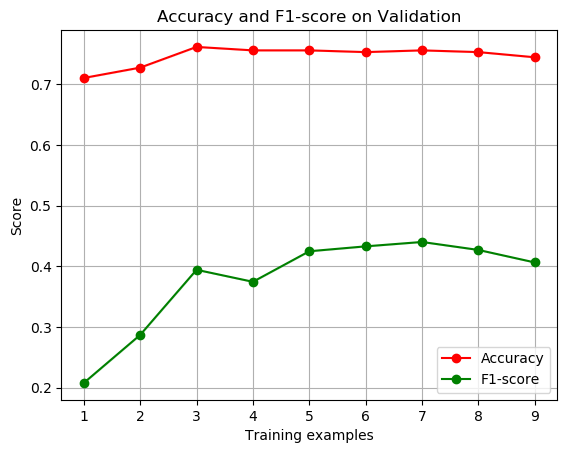 Accuracy and F1-score on Validation
Score
0.7
0.6
0.5
0.4
0.3
0.2
Accuracy
F1-score
1 2 3 4 5 6 7 8 9
Training examples